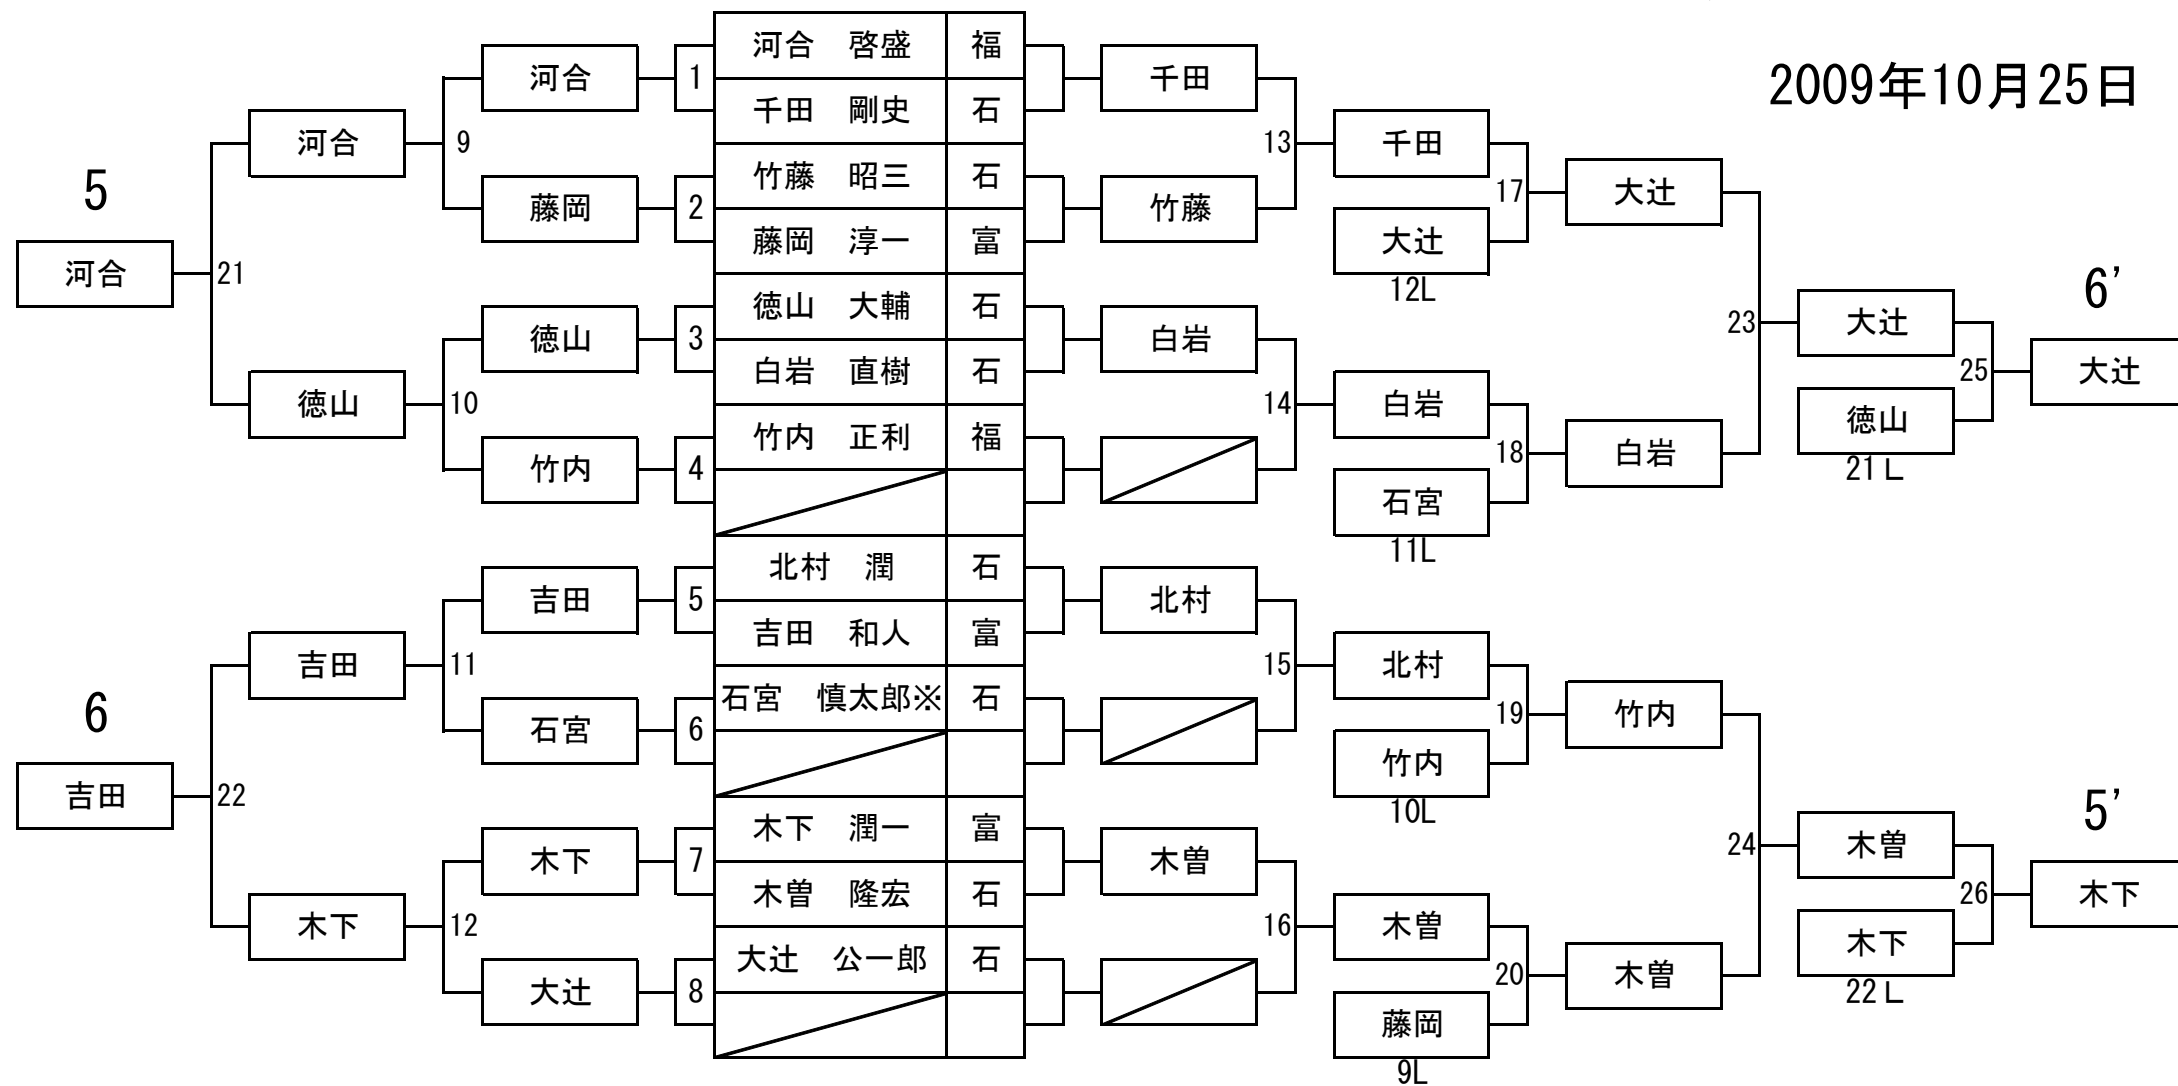 2009年10月25日
河合 啓盛 福
河合 1 千田
千田 剛史 石
河合 9 13 千田
竹藤 昭三 石
5 藤岡 2 竹藤 17 大辻
藤岡 淳一 富 大辻
河合 21 12L 6'
徳山 大輔 石
徳山 3 白岩 23 大辻
白岩 直樹 石 25 大辻
徳山 10 14 白岩 徳山
竹内 正利 福 18 白岩 21L
竹内 4
石宮
11L
北村 潤 石
吉田 5 北村
吉田 和人 富
吉田 11 15 北村
石宮 慎太郎※ 石
6 石宮 6 19 竹内
竹内
吉田 22 10L 5'
木下 潤一 富
木下 7 木曽 24 木曽
木曽 隆宏 石 26 木下
木下 12 16 木曽 木下
大辻 公一郎 石 20 木曽 22L
大辻 8
藤岡
9L